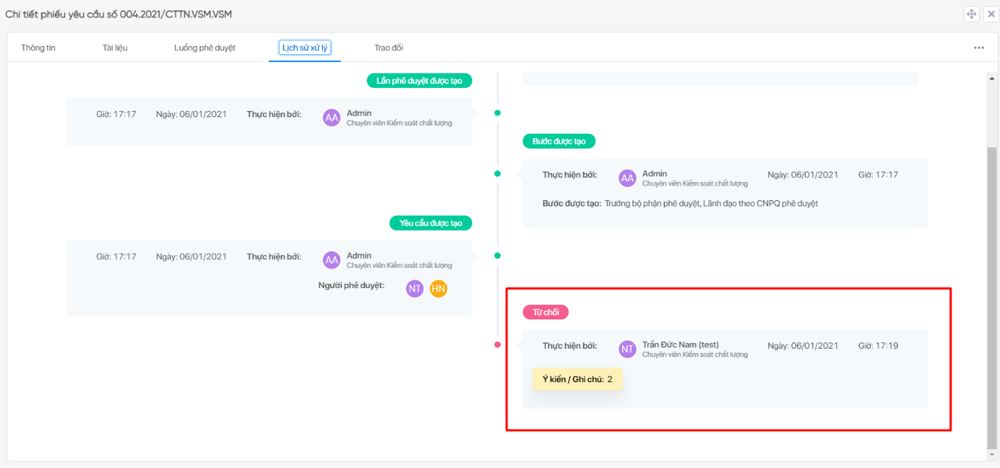 Chi tiết phiếu yêu cầu số 004.2021/CTTN.VSM.VSM
Thông tin Tài liệu Luồng phê duyệt Lịch sử xử lý Trao đổi
Lần phê duyệt được tạo
Giờ: 17:17 Ngày: 06/01/2021 Thực hiện bởi: AA Admin
Chuyên viên Kiểm soát chất lượng
Bước được tạo
Thực hiện bởi: AA Admin Ngày: 06/01/2021 Giờ: 17:17
Chuyên viên Kiểm soát chất lượng
Bước được tạo: Trưởng bộ phận phê duyệt, Lãnh đạo theo CNPQ phê duyệt
Yêu cầu được tạo
Giờ: 17:17 Ngày: 06/01/2021 Thực hiện bởi: AA Admin
Chuyên viên Kiểm soát chất lượng
Người phê duyệt: NT HN
Từ chối
Thực hiện bởi: NT Trần Đức Nam (test) Ngày: 06/01/2021 Giờ: 17:19
Chuyên viên Kiểm soát chất lượng
Ý kiến / Ghi chú: 2